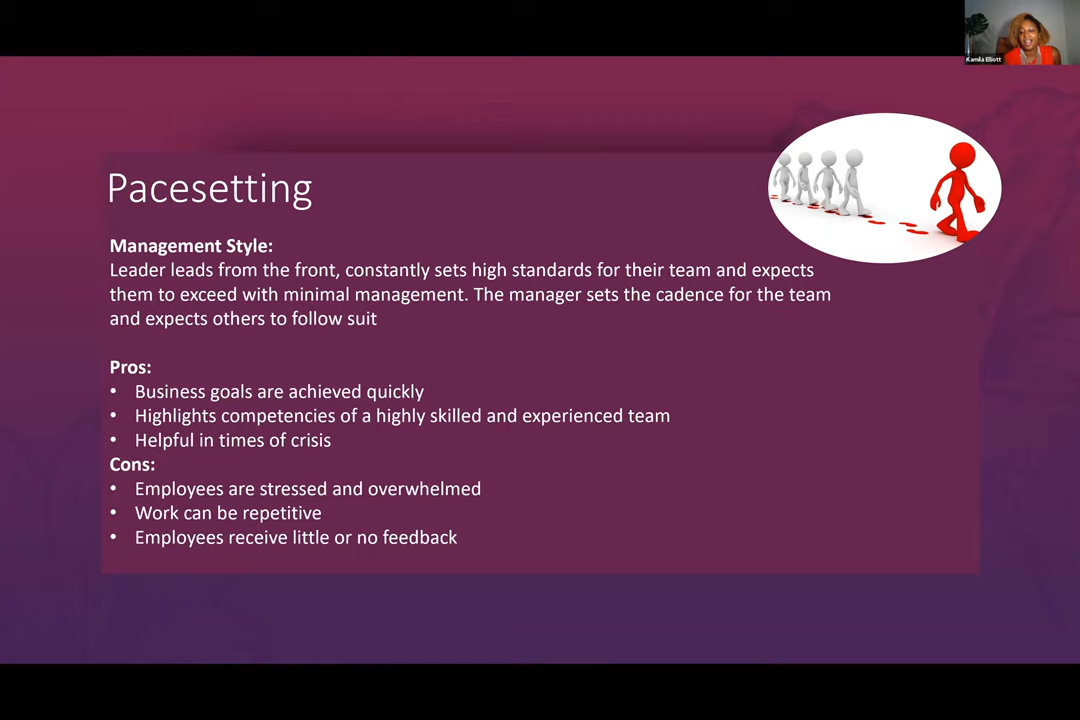 Kamila Elliott
Pacesetting
Management Style:
Leader leads from the front, constantly sets high standards for their team and expects
them to exceed with minimal management. The manager sets the cadence for the team
and expects others to follow suit
Pros:
• Business goals are achieved quickly
• Highlights competencies of a highly skilled and experienced team
• Helpful in times of crisis
Cons:
• Employees are stressed and overwhelmed
• Work can be repetitive
• Employees receive little or no feedback